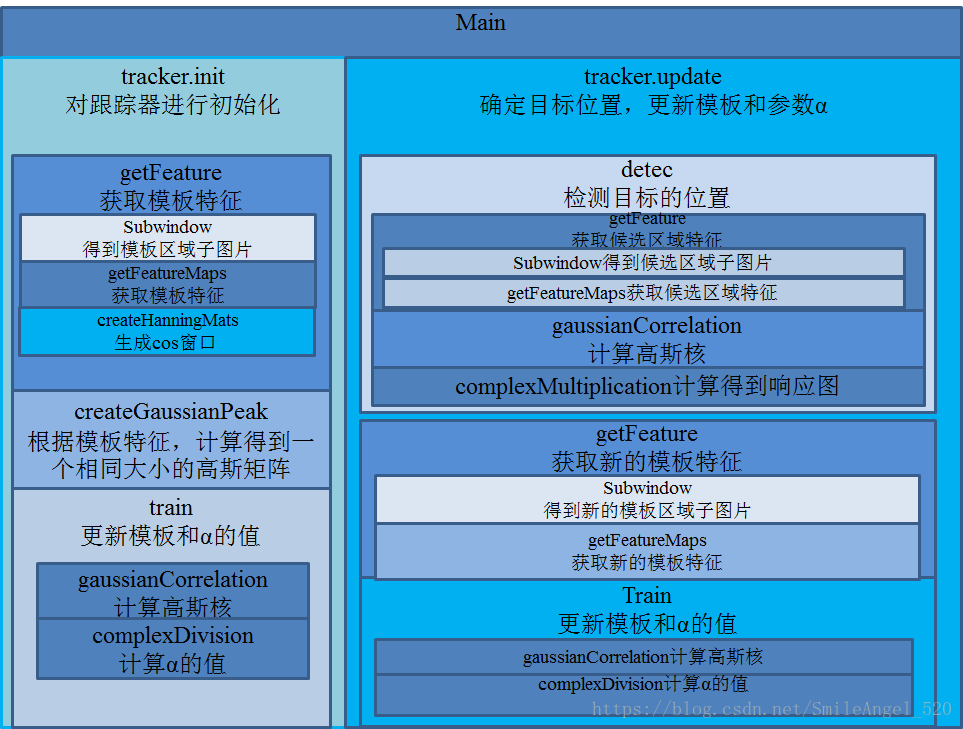 Main
tracker.init
对跟踪器进行初始化
getFeature
获取模板特征
Subwindow
得到模板区域子图片
getFeatureMaps
获取模板特征
createHanningMats
生成cos窗口
createGaussianPeak
根据模板特征，计算得到一
个相同大小的高斯矩阵
train
更新模板和α的值
gaussianCorrelation
计算高斯核
complexDivision
计算α的值
tracker.update
确定目标位置，更新模板和参数α
detec
检测目标的位置
getFeature
获取候选区域特征
Subwindow得到候选区域子图片
getFeatureMaps获取候选区域特征
gaussianCorrelation
计算高斯核
complexMultiplication计算得到响应图
getFeature
获取新的模板特征
Subwindow
得到新的模板区域子图片
getFeatureMaps
获取新的模板特征
Train
更新模板和α的值
gaussianCorrelation计算高斯核
complexDivision计算α的值
https://blog.csdn.net/SmileAngel_520